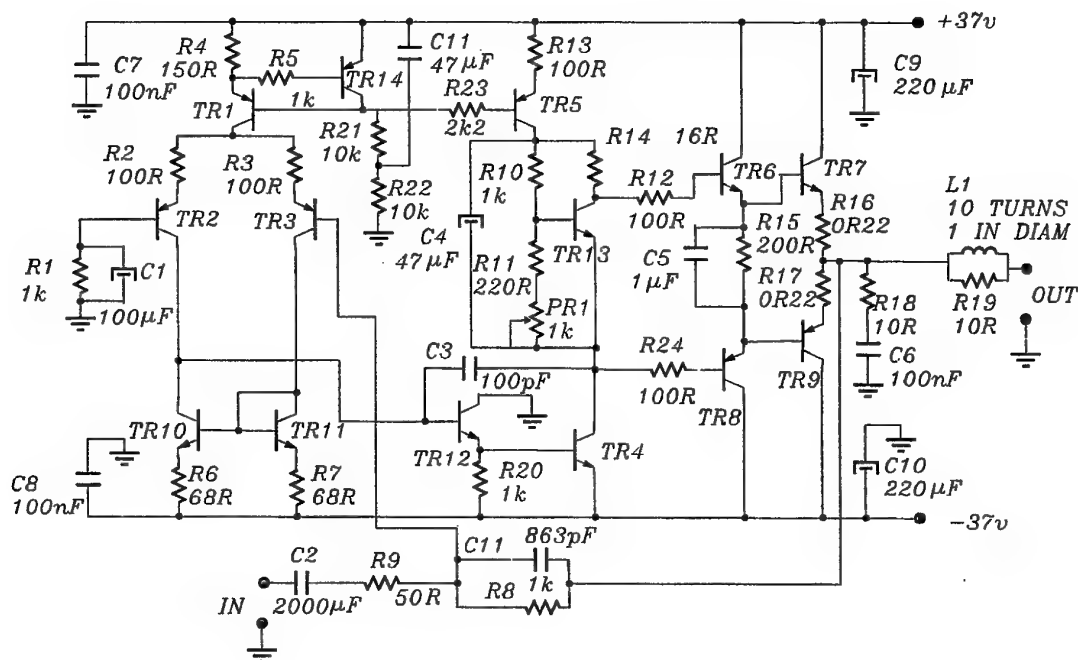 +37v
R4
150R
R5
1k
C7
100nF
TR1
TR14
C11
47µF
R13
100R
R23
2k2
TR5
C9
220µF
R2
100R
R3
100R
R21
10k
R22
10k
R10
1k
R14
16R
R12
100R
TR6
TR7
TR2
TR3
C4
47µF
R11
220R
TR13
C5
1µF
R15
200R
R16
0R22
R17
0R22
L1
10 TURNS
1 IN DIAM
R1
1k
C1
100µF
PR1
1k
R18
10R
R19
10R
OUT
C3
100pF
R24
100R
TR8
TR9
C6
100nF
TR10
TR11
TR12
TR4
C8
100nF
R6
68R
R7
68R
R20
1k
C10
220µF
-37v
C11
863pF
C2
2000µF
R9
50R
R8
1k
IN